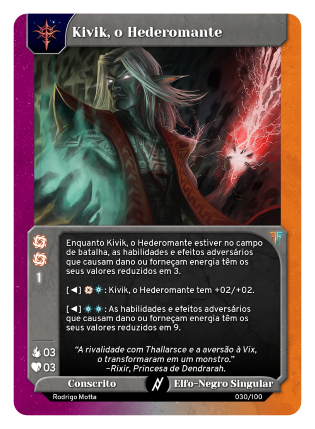 Kivik, o Hederomante
Enquanto Kivik, o Hederomante estiver no campo
de batalha, as habilidades e efeitos adversários
que causam dano ou forneçam energia têm os
seus valores reduzidos em 3.
[◄] : Kivik, o Hederomante tem +02/+02.
[◄] : As habilidades e efeitos adversários
que causam dano ou forneçam energia têm os
seus valores reduzidos em 9.
1
03
03
“A rivalidade com Thallarsce e a aversão à Vix,
o transformaram em um monstro.”
–Rixir, Princesa de Dendrarah.
Conscrito
Elfo-Negro Singular
Rodrigo Motta
030/100